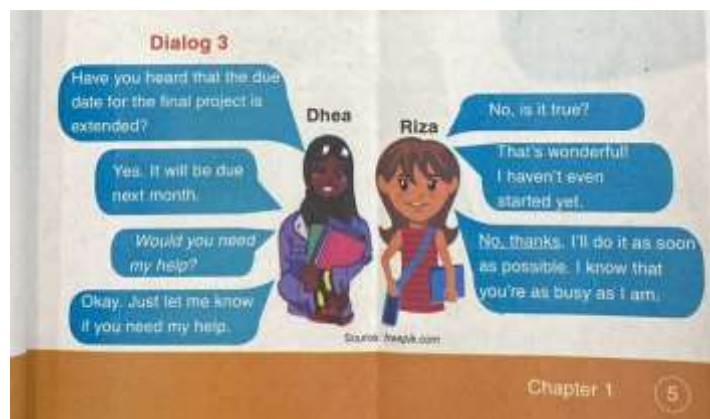 Dialog 3
Have you heard that the due
date for the final project is
extended?
Dhea
Riza
No, is it true?
Yes. It will be due
next month.
That's wonderful!
I haven't even
started yet.
Would you need
my help?
No, thanks. I'll do it as soon
as possible. I know that
you're as busy as I am.
Okay. Just let me know
if you need my help.
Source: freepik.com
Chapter 1
5